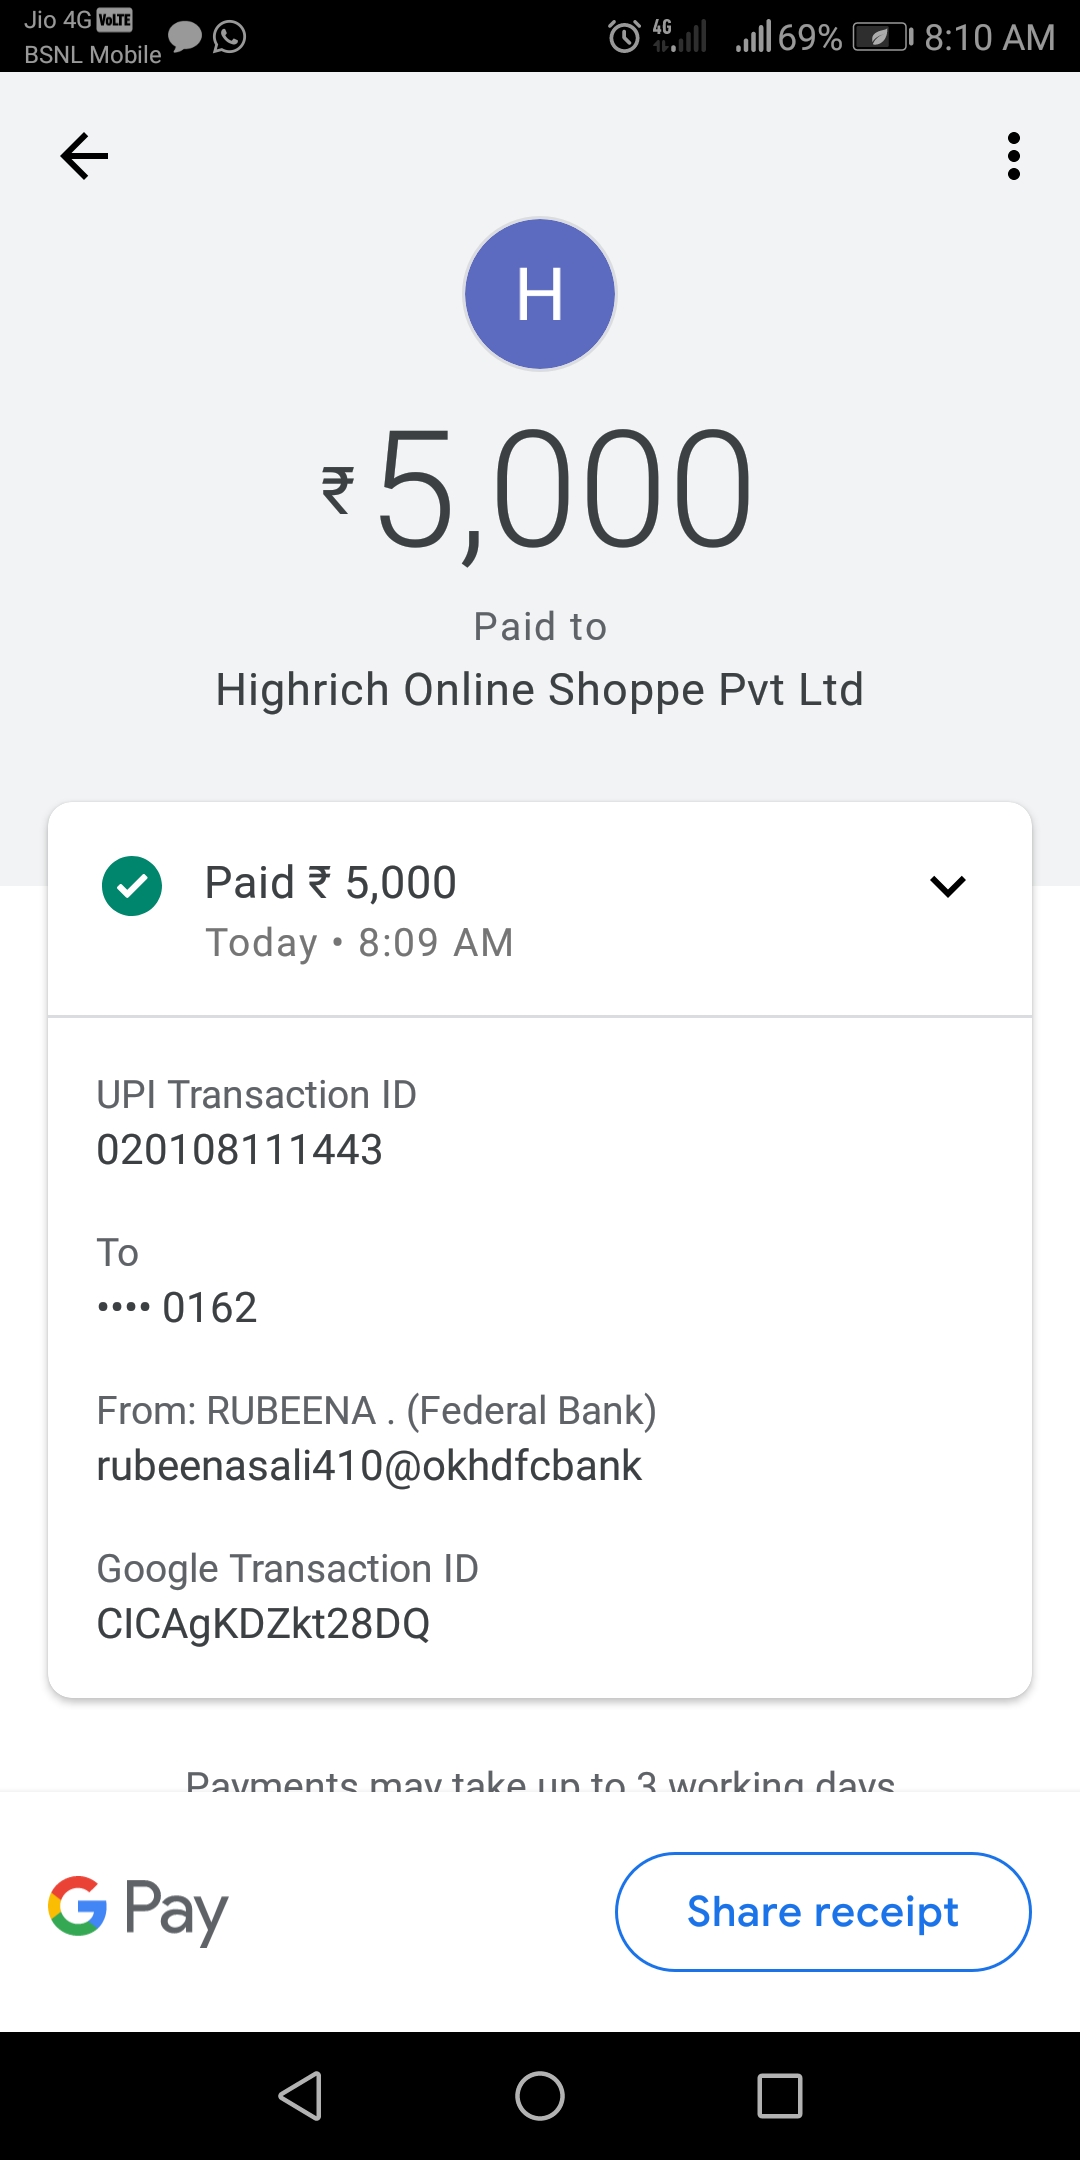 Jio 4G VoLTE
BSNL Mobile
4G 69% 8:10 AM
H
₹5,000
Paid to
Highrich Online Shoppe Pvt Ltd
Paid ₹ 5,000
Today • 8:09 AM
UPI Transaction ID
020108111443
To
•••• 0162
From: RUBEENA . (Federal Bank)
rubeenasali410@okhdfcbank
Google Transaction ID
CICAgKDZkt28DQ
Payments may take up to 3 working days
G Pay
Share receipt